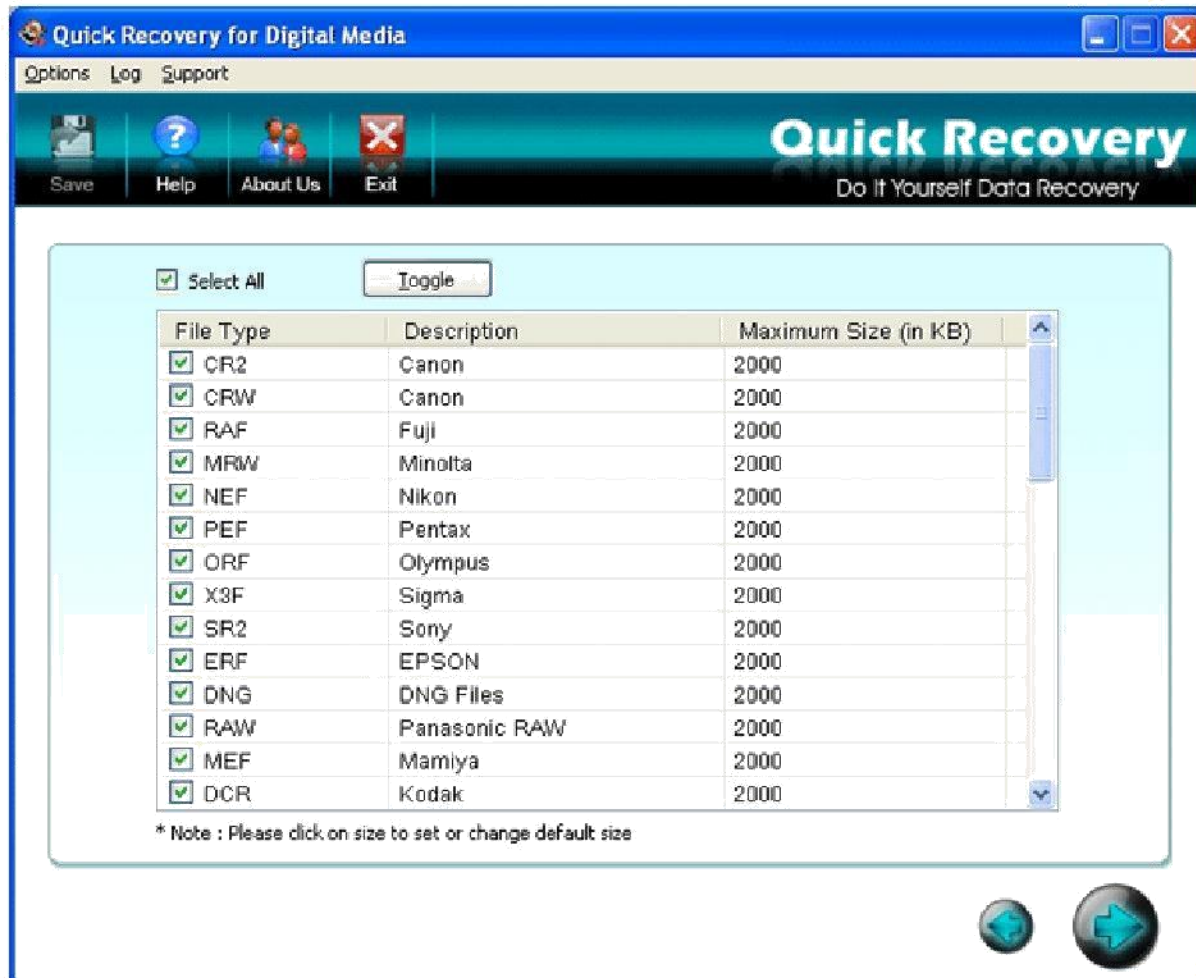 Quick Recovery for Digital Media
Options Log Support
Save Help About Us Exit
Quick Recovery
Do It Yourself Data Recovery
Select All Toggle
File Type Description Maximum Size (in KB)
CR2 Canon 2000
CRW Canon 2000
RAF Fuji 2000
MRW Minolta 2000
NEF Nikon 2000
PEF Pentax 2000
ORF Olympus 2000
X3F Sigma 2000
SR2 Sony 2000
ERF EPSON 2000
DNG DNG Files 2000
RAW Panasonic RAW 2000
MEF Mamiya 2000
DCR Kodak 2000
* Note : Please click on size to set or change default size